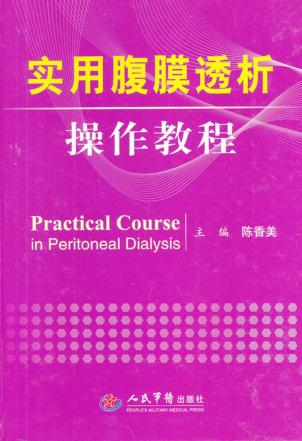 实用腹膜透析
操作教程
Practical Course
in Peritoneal Dialysis
主 编 陈香美
人民军医出版社
PEOPLE'S MILITARY MEDICAL PRESS